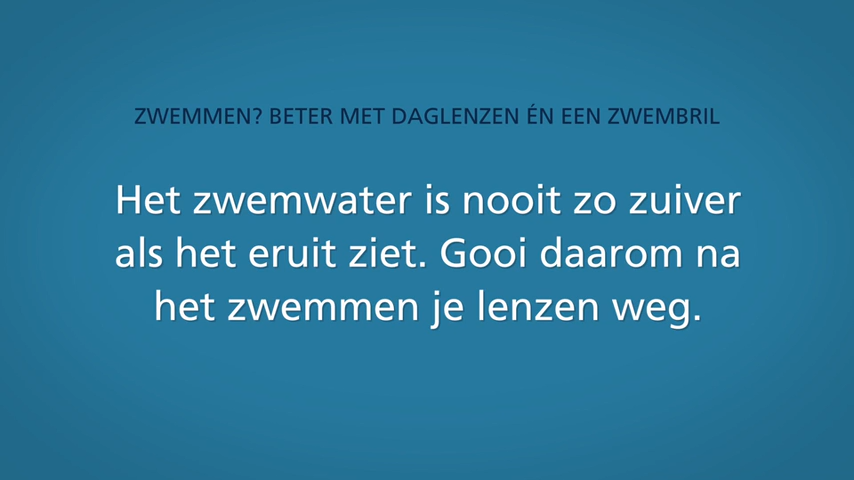 ZWEMMEN? BETER MET DAGLENZEN ÉN EEN ZWEMBRIL
Het zwemwater is nooit zo zuiver
als het eruit ziet. Gooi daarom na
het zwemmen je lenzen weg.